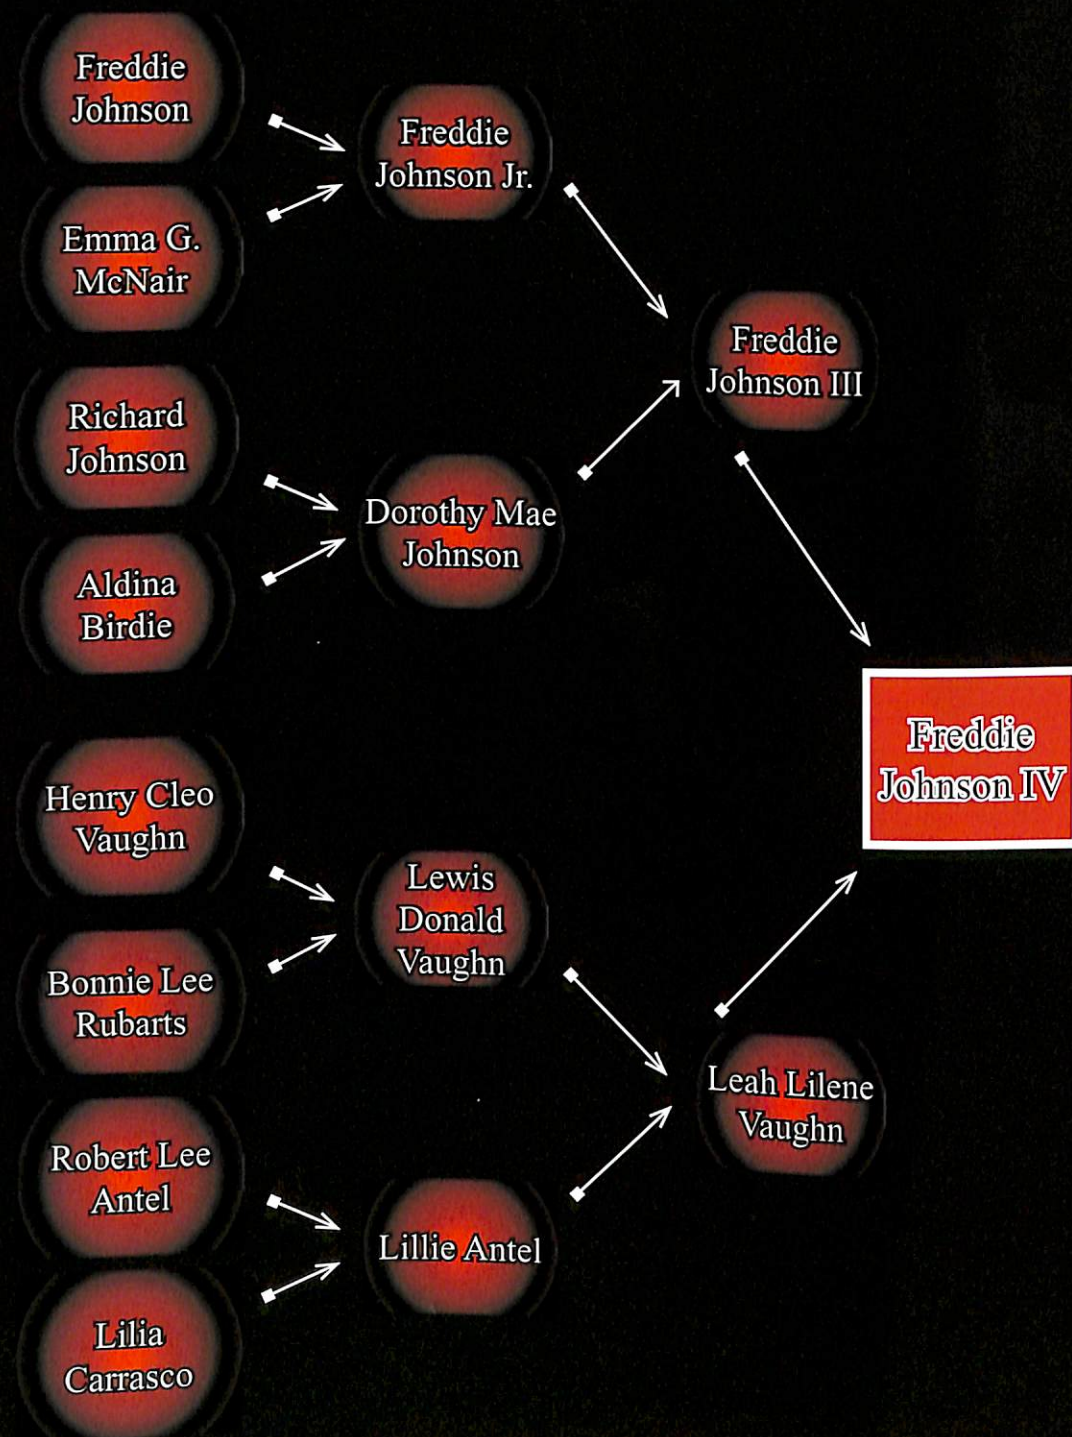 Freddie
Johnson
Emma G.
McNair
Richard
Johnson
Aldina
Birdie
Henry Cleo
Vaughn
Bonnie Lee
Rubarts
Robert Lee
Antel
Lilia
Carrasco
Freddie
Johnson Jr.
Dorothy Mae
Johnson
Lewis
Donald
Vaughn
Lillie Antel
Freddie
Johnson III
Leah Lilene
Vaughn
Freddie
Johnson IV